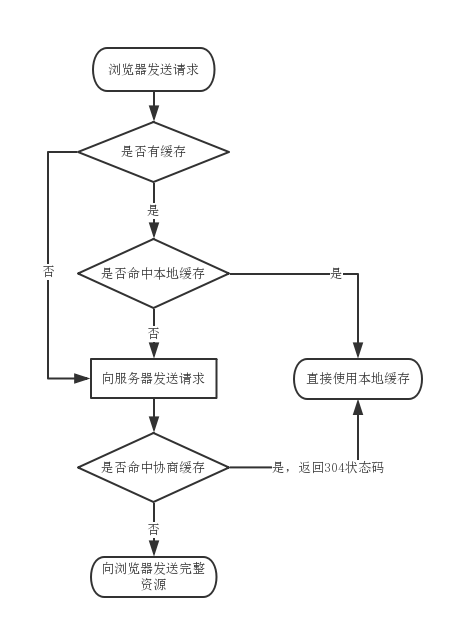 浏览器发送请求
是否有缓存
是
是否命中本地缓存
是
否
否
向服务器发送请求
直接使用本地缓存
是否命中协商缓存
是，返回304状态码
否
向浏览器发送完整
资源